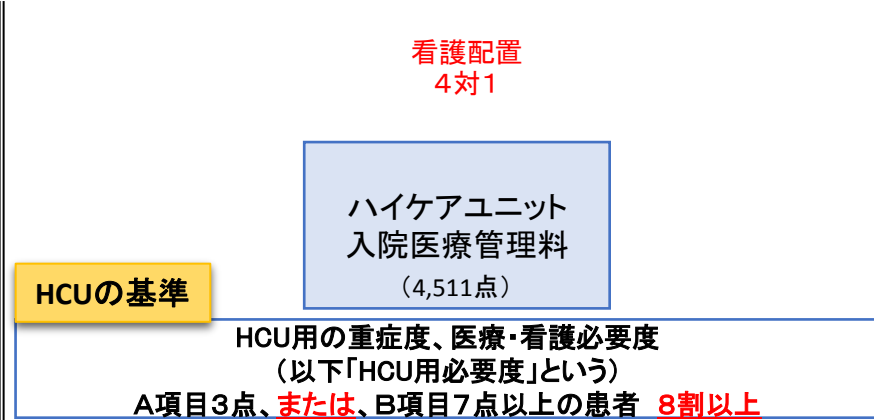 看護配置
４対１
ハイケアユニット
入院医療管理料
（4,511点）
HCUの基準
HCU用の重症度、医療・看護必要度
（以下「HCU用必要度」という）
A項目３点、または、B項目７点以上の患者　８割以上